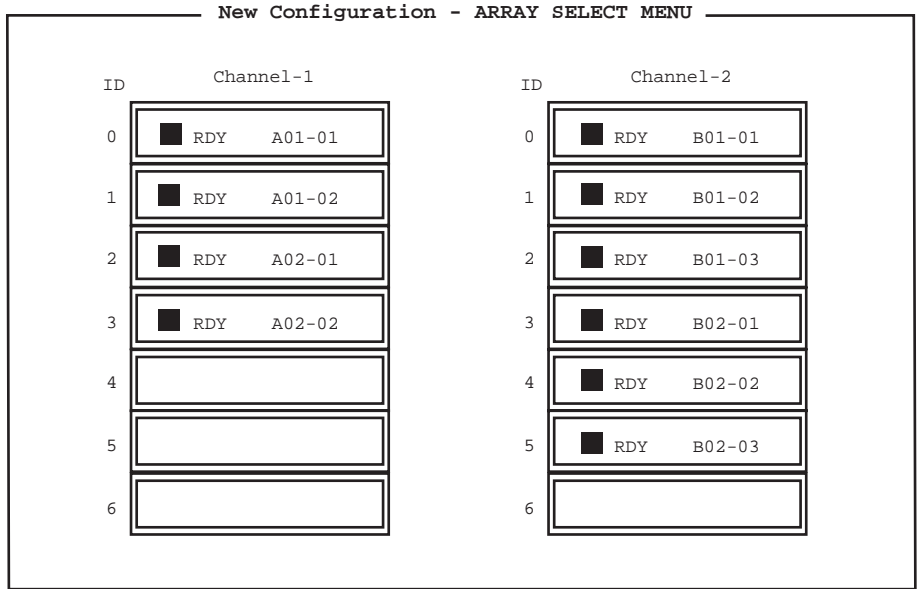 New Configuration - ARRAY SELECT MENU
ID Channel-1 ID Channel-2
0 RDY A01-01 0 RDY B01-01
1 RDY A01-02 1 RDY B01-02
2 RDY A02-01 2 RDY B01-03
3 RDY A02-02 3 RDY B02-01
4 4 RDY B02-02
5 5 RDY B02-03
6 6